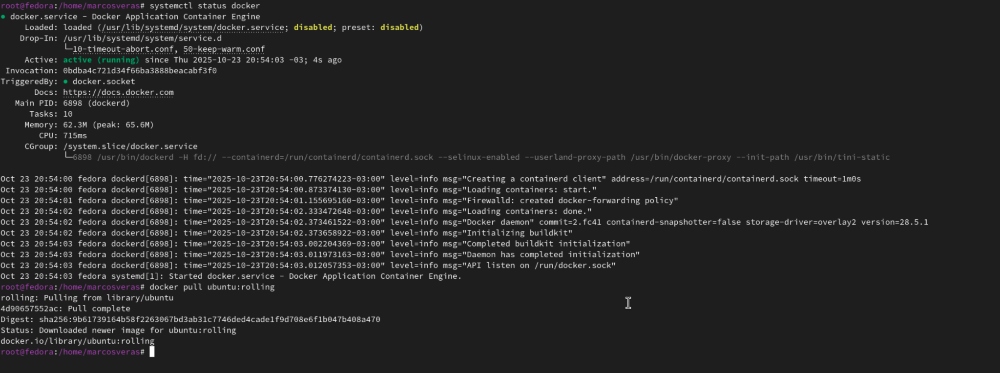 root@fedora:/home/marcosveras# systemctl status docker
● docker.service - Docker Application Container Engine
     Loaded: loaded (/usr/lib/systemd/system/docker.service; disabled; preset: disabled)
    Drop-In: /usr/lib/systemd/system/service.d
             └─10-timeout-abort.conf, 50-keep-warm.conf
     Active: active (running) since Thu 2025-10-23 20:54:03 -03; 4s ago
 Invocation: 0bdba4c721d34f66ba3888beacabf3f0
TriggeredBy: ● docker.socket
       Docs: https://docs.docker.com
   Main PID: 6898 (dockerd)
      Tasks: 10
     Memory: 62.3M (peak: 65.6M)
        CPU: 715ms
     CGroup: /system.slice/docker.service
             └─6898 /usr/bin/dockerd -H fd:// --containerd=/run/containerd/containerd.sock --selinux-enabled --userland-proxy-path /usr/bin/docker-proxy --init-path /usr/bin/tini-static

Oct 23 20:54:00 fedora dockerd[6898]: time="2025-10-23T20:54:00.776274223-03:00" level=info msg="Creating a containerd client" address=/run/containerd/containerd.sock timeout=1m0s
Oct 23 20:54:00 fedora dockerd[6898]: time="2025-10-23T20:54:00.873374130-03:00" level=info msg="Loading containers: start."
Oct 23 20:54:01 fedora dockerd[6898]: time="2025-10-23T20:54:01.155695160-03:00" level=info msg="Firewalld: created docker-forwarding policy"
Oct 23 20:54:02 fedora dockerd[6898]: time="2025-10-23T20:54:02.333472648-03:00" level=info msg="Loading containers: done."
Oct 23 20:54:02 fedora dockerd[6898]: time="2025-10-23T20:54:02.373461522-03:00" level=info msg="Docker daemon" commit=2.fc41 containerd-snapshotter=false storage-driver=overlay2 version=28.5.1
Oct 23 20:54:02 fedora dockerd[6898]: time="2025-10-23T20:54:02.373658922-03:00" level=info msg="Initializing buildkit"
Oct 23 20:54:03 fedora dockerd[6898]: time="2025-10-23T20:54:03.002204369-03:00" level=info msg="Completed buildkit initialization"
Oct 23 20:54:03 fedora dockerd[6898]: time="2025-10-23T20:54:03.011973163-03:00" level=info msg="Daemon has completed initialization"
Oct 23 20:54:03 fedora dockerd[6898]: time="2025-10-23T20:54:03.012057353-03:00" level=info msg="API listen on /run/docker.sock"
Oct 23 20:54:03 fedora systemd[1]: Started docker.service - Docker Application Container Engine.
root@fedora:/home/marcosveras# docker pull ubuntu:rolling
rolling: Pulling from library/ubuntu
4d90657552ac: Pull complete
Digest: sha256:9b61739164b58f2263067bd3ab31c7746ded4cade1f9d708e6f1b047b408a470
Status: Downloaded newer image for ubuntu:rolling
docker.io/library/ubuntu:rolling
root@fedora:/home/marcosveras#